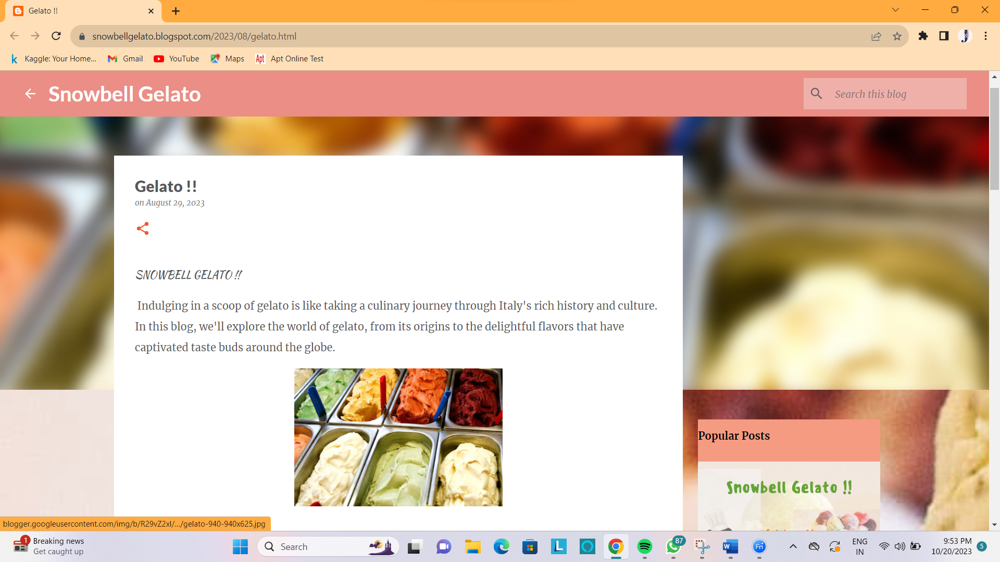 Gelato !!
snowbellgelato.blogspot.com/2023/08/gelato.html
Kaggle: Your Home...
Gmail
YouTube
Maps
Apt
Apt Online Test
Snowbell Gelato
Search this blog
Gelato !!
on August 29, 2023
SNOWBELL GELATO !!
Indulging in a scoop of gelato is like taking a culinary journey through Italy's rich history and culture.
In this blog, we'll explore the world of gelato, from its origins to the delightful flavors that have
captivated taste buds around the globe.
Popular Posts
Snowbell Gelato !!
blogger.googleusercontent.com/img/b/R29vZ2xl/.../gelato-940-940x625.jpg
1
Breaking news
Get caught up
Search
87
ENG
IN
9:53 PM
10/20/2023
5